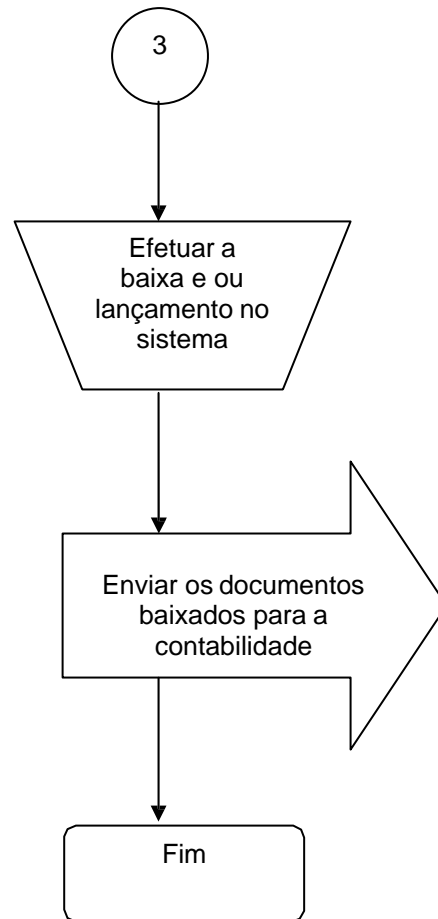 3
Efetuar a
baixa e ou
lançamento no
sistema
Enviar os documentos
baixados para a
contabilidade
Fim